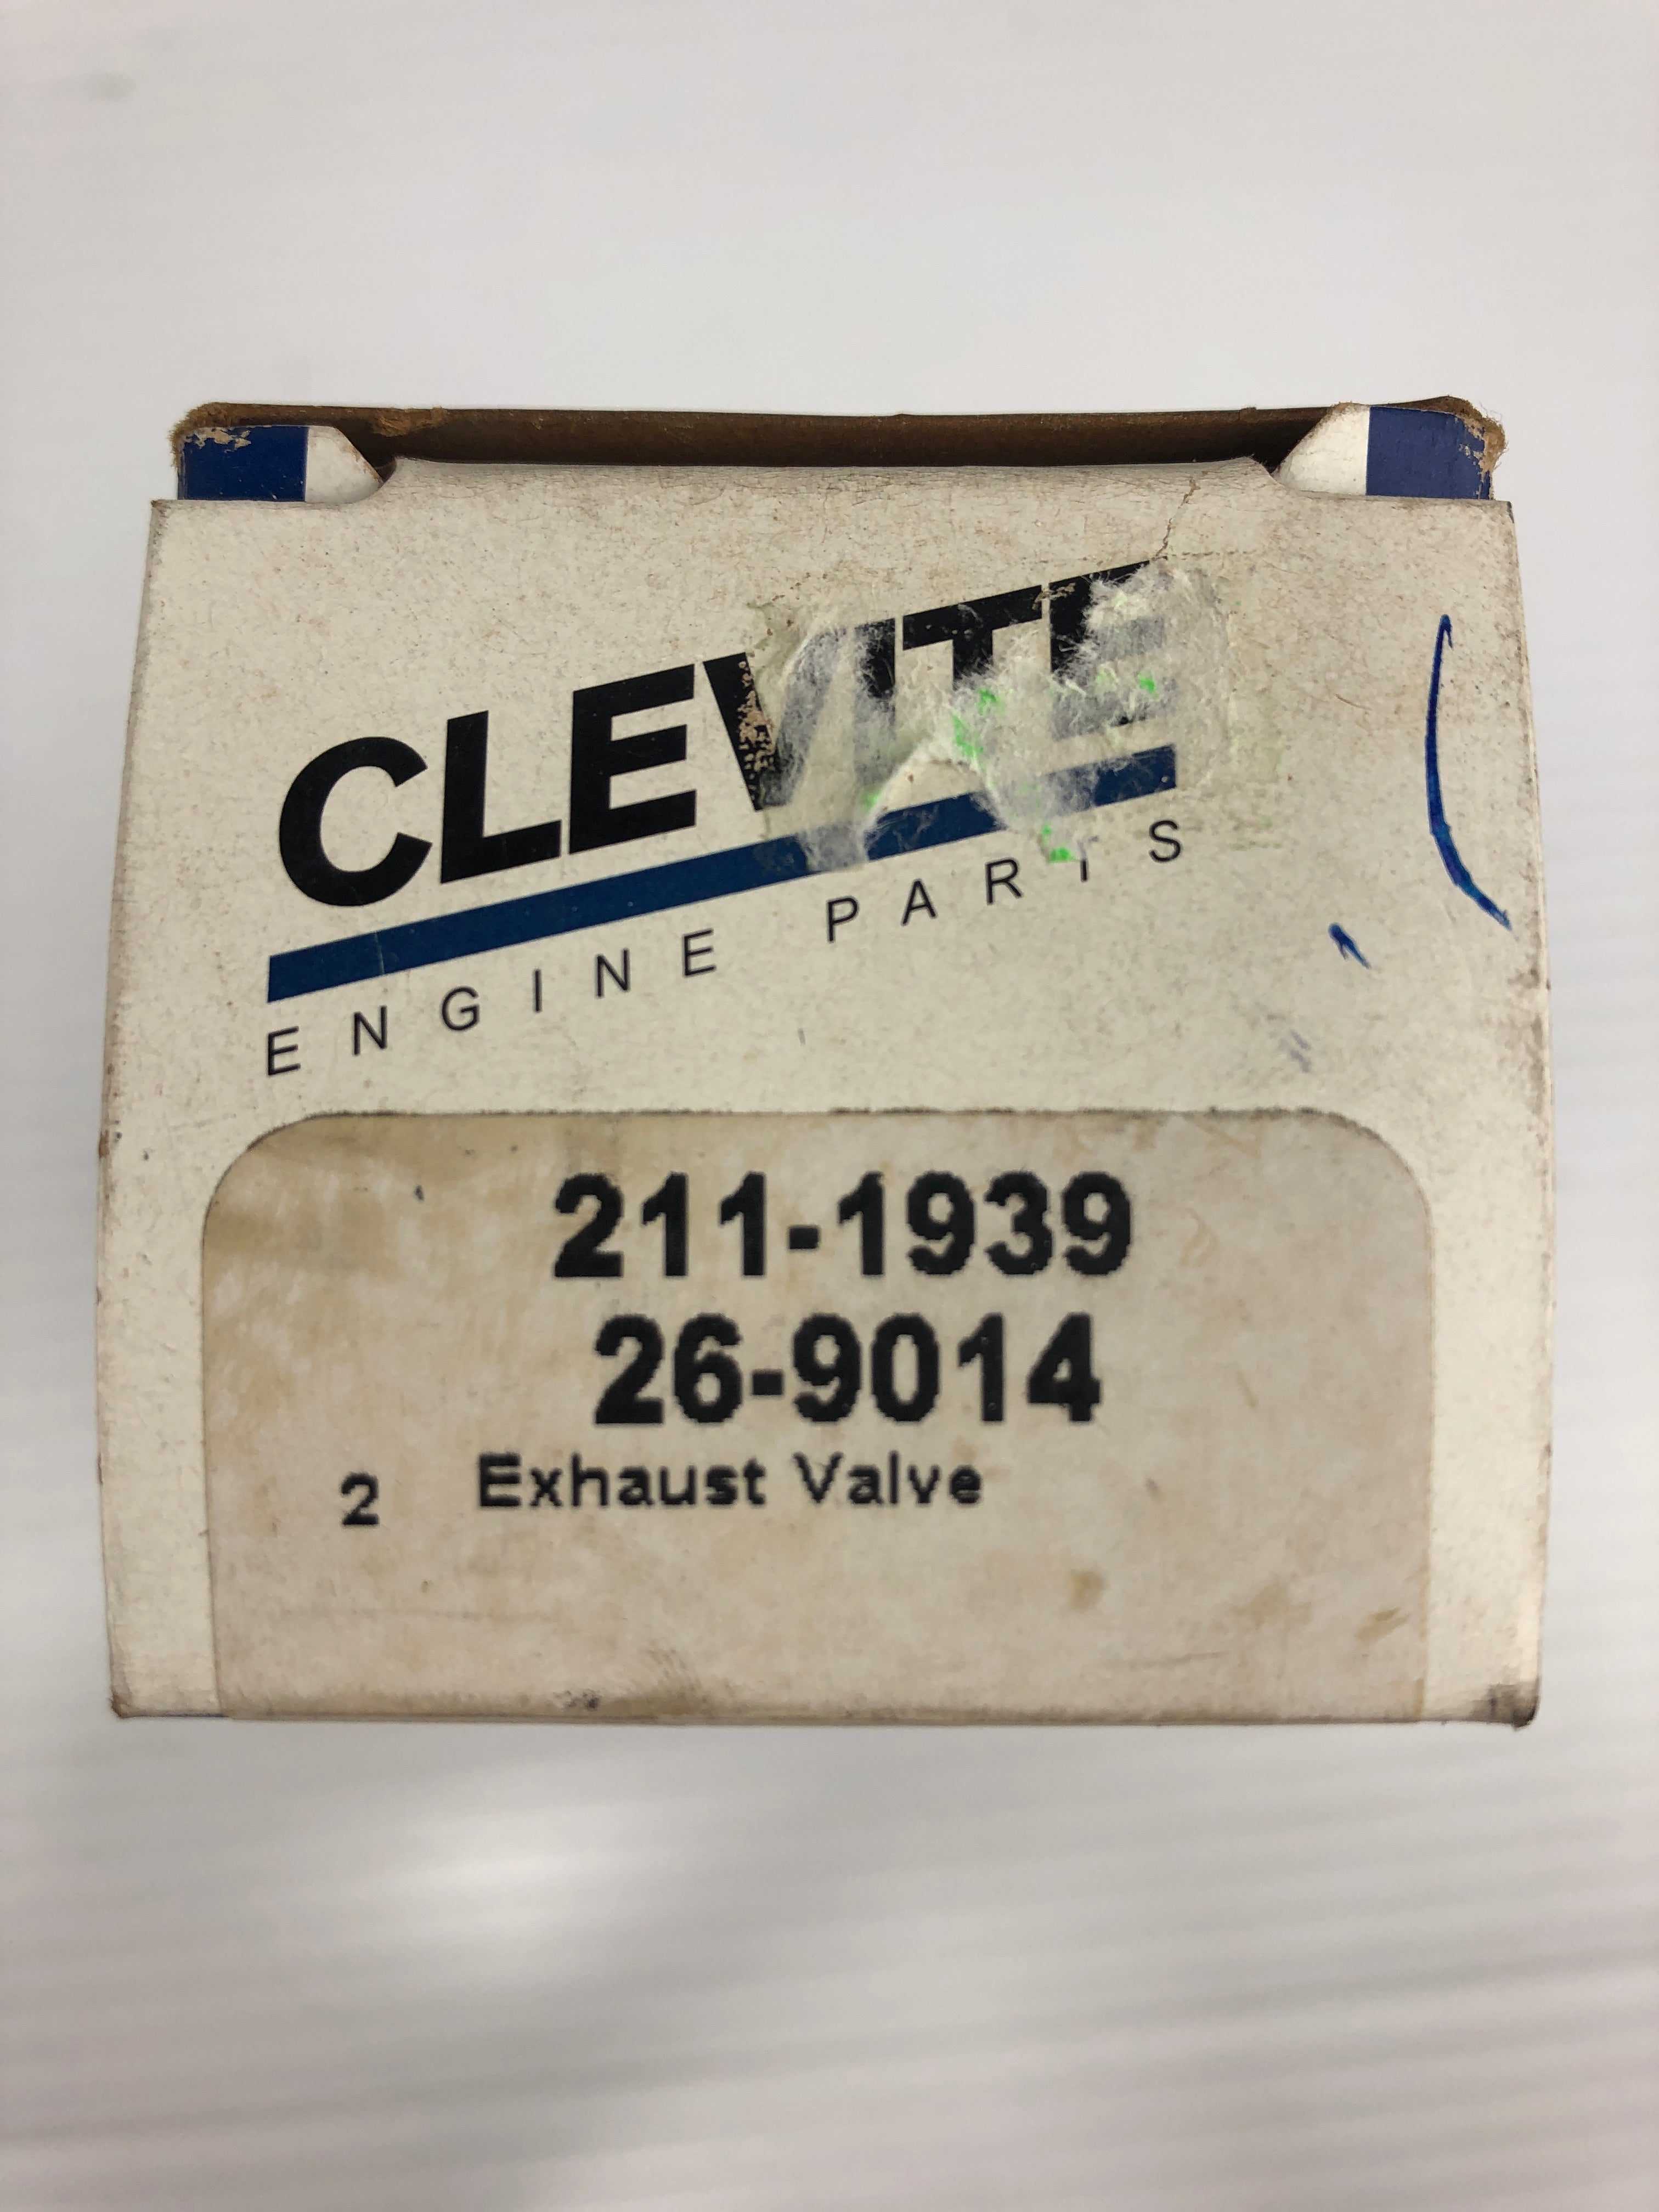 CLEVITE
ENGINE PARTS
211-1939
26-9014
2 Exhaust Valve